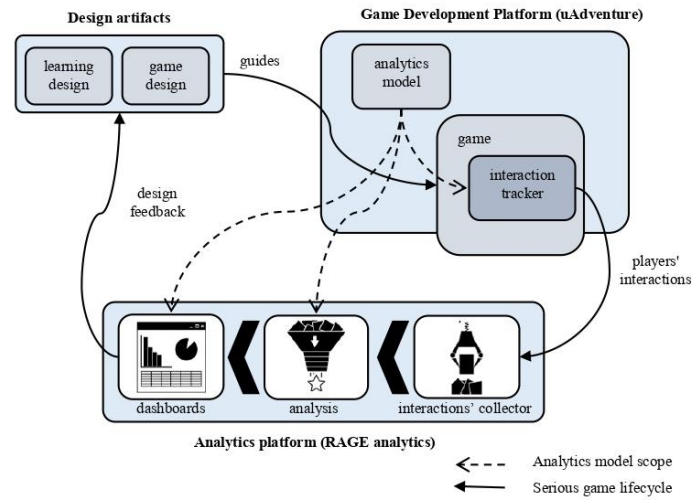 Design artifacts
Game Development Platform (uAdventure)
learning
design
game
design
guides
analytics
model
game
interaction
tracker
design
feedback
players'
interactions
dashboards
analysis
interactions’ collector
Analytics platform (RAGE analytics)
Analytics model scope
Serious game lifecycle